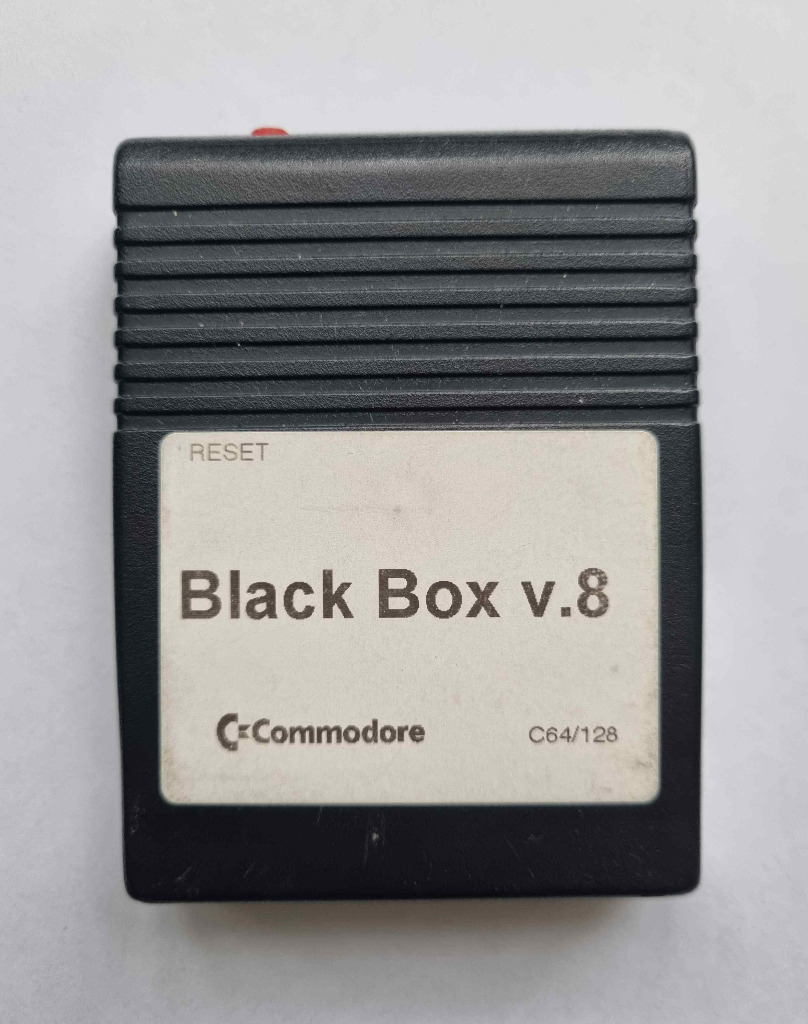 RESET
Black Box v.8
Commodore C64/128